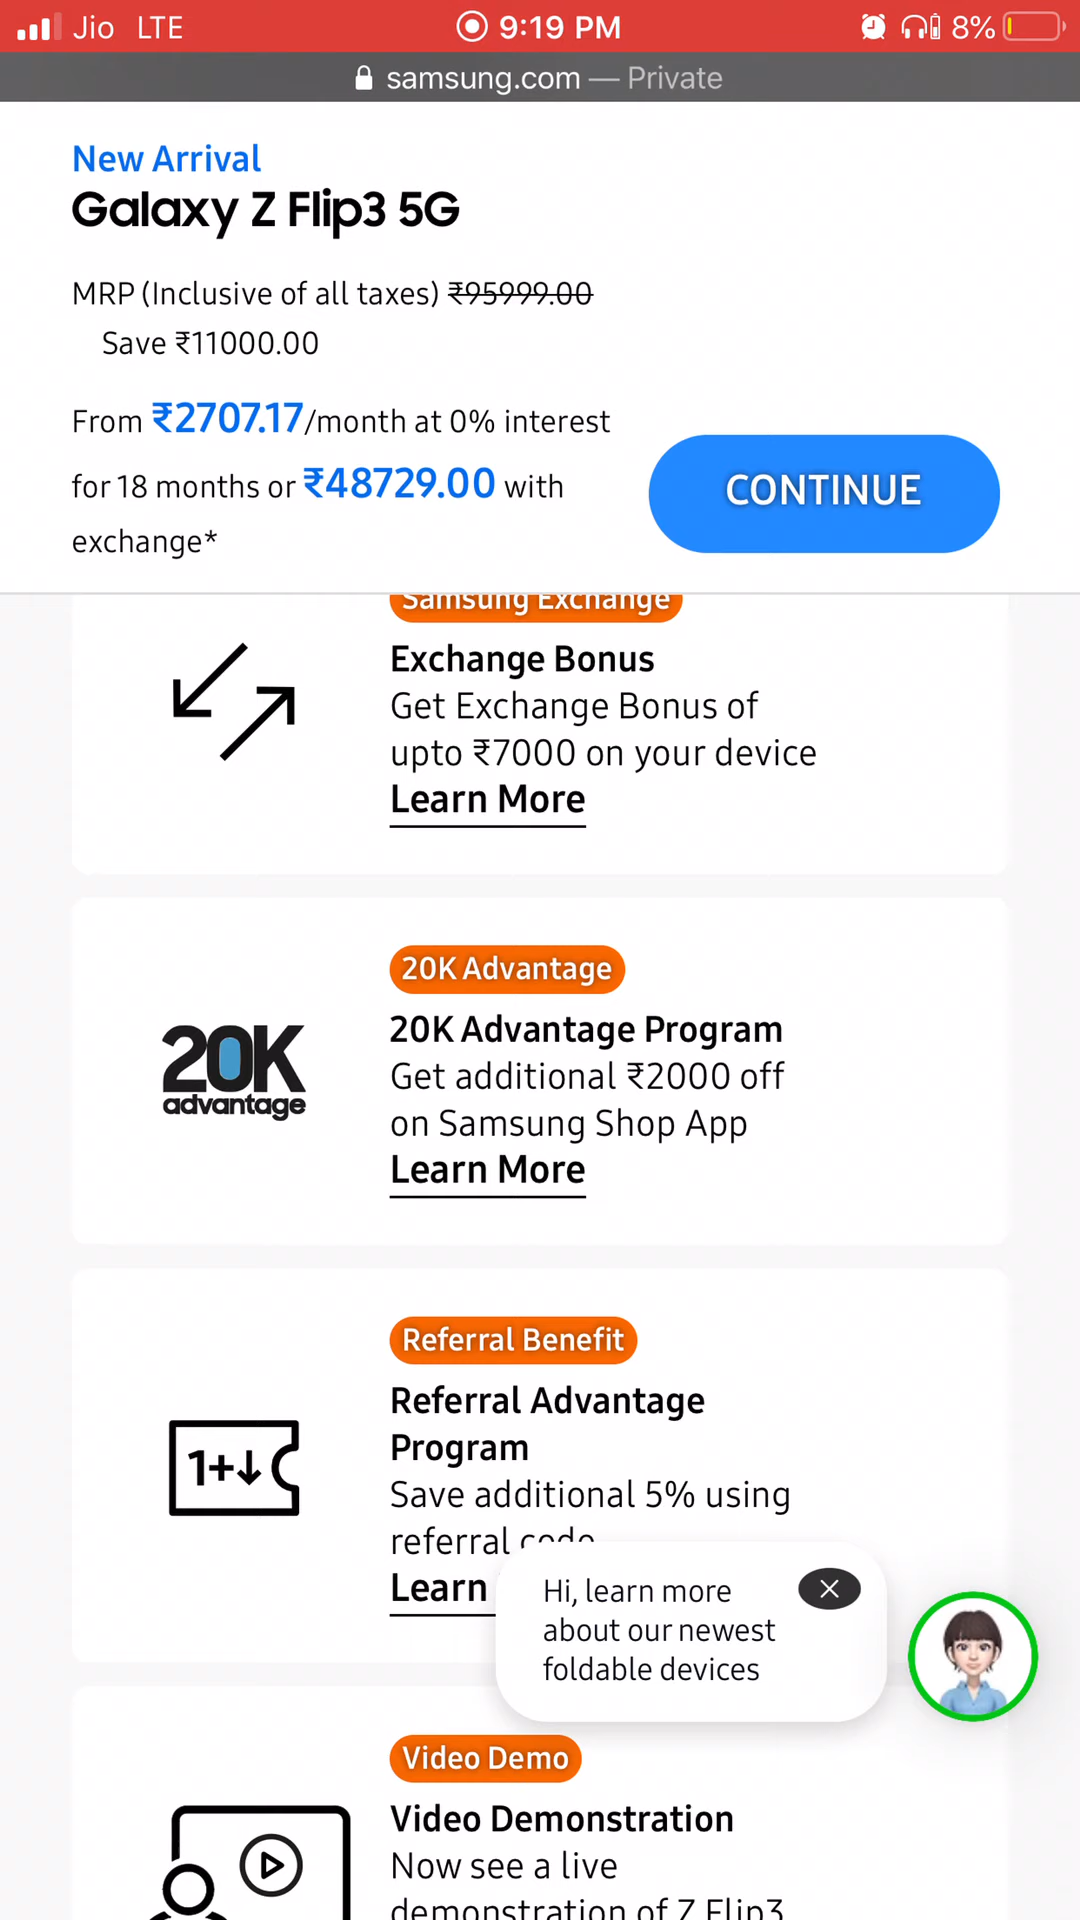 Jio LTE 9:19 PM 8%
samsung.com — Private
New Arrival
Galaxy Z Flip3 5G
MRP (Inclusive of all taxes) ₹95999.00
Save ₹11000.00
From ₹2707.17/month at 0% interest
for 18 months or ₹48729.00 with
exchange*
CONTINUE
Samsung Exchange
Exchange Bonus
Get Exchange Bonus of
upto ₹7000 on your device
Learn More
20K Advantage
20K
advantage
20K Advantage Program
Get additional ₹2000 off
on Samsung Shop App
Learn More
Referral Benefit
1+↓
Referral Advantage
Program
Save additional 5% using
referral code
Learn
Hi, learn more
about our newest
foldable devices
Video Demo
Video Demonstration
Now see a live
demonstration of Z Flip3